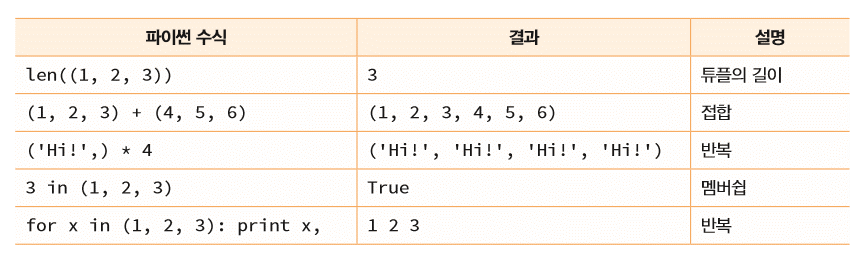 파이썬 수식 결과 설명
len((1, 2, 3)) 3 튜플의 길이
(1, 2, 3) + (4, 5, 6) (1, 2, 3, 4, 5, 6) 접합
('Hi!',) * 4 ('Hi!', 'Hi!', 'Hi!', 'Hi!') 반복
3 in (1, 2, 3) True 멤버쉽
for x in (1, 2, 3): print x, 1 2 3 반복